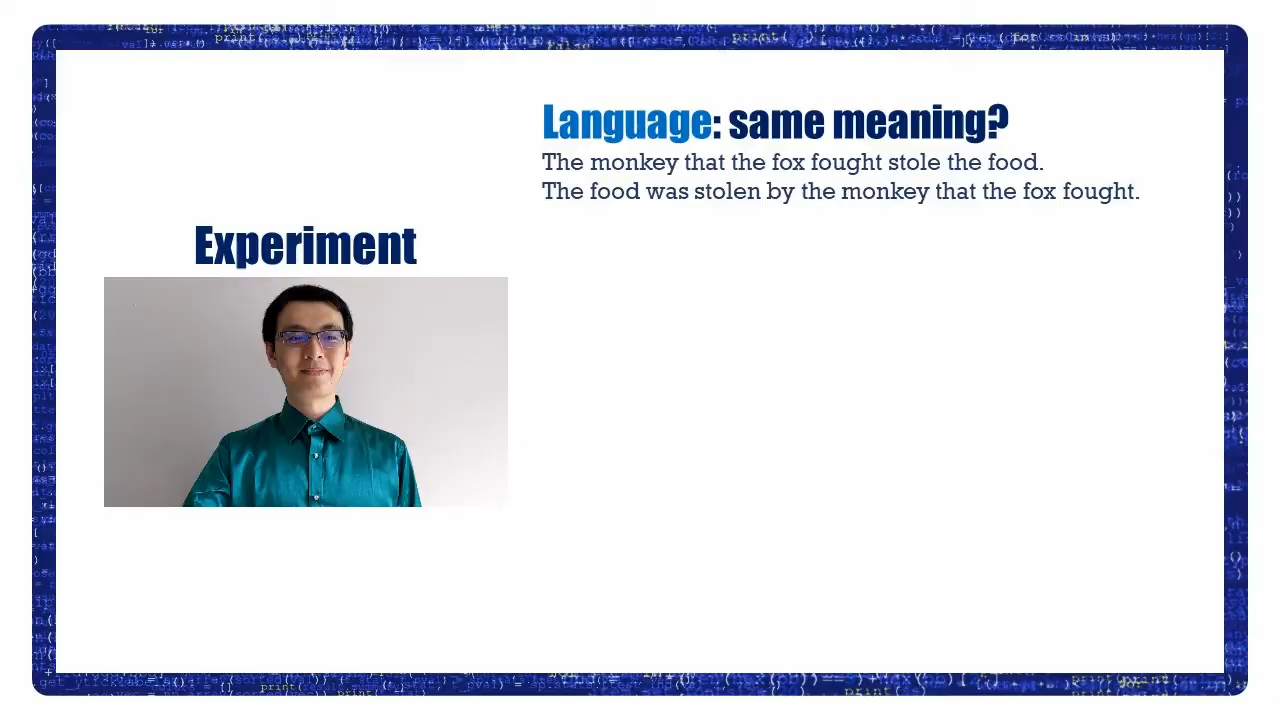 Language: same meaning?
The monkey that the fox fought stole the food.
The food was stolen by the monkey that the fox fought.
Experiment